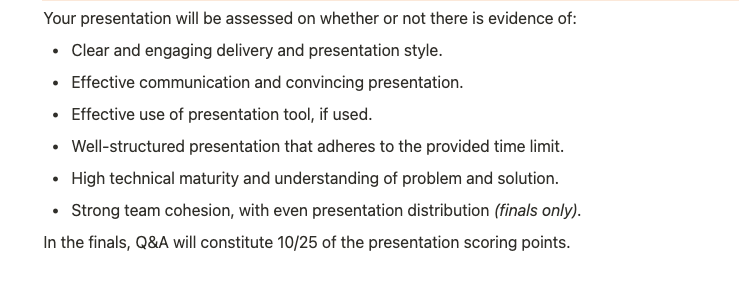 Your presentation will be assessed on whether or not there is evidence of:
• Clear and engaging delivery and presentation style.
• Effective communication and convincing presentation.
• Effective use of presentation tool, if used.
• Well-structured presentation that adheres to the provided time limit.
• High technical maturity and understanding of problem and solution.
• Strong team cohesion, with even presentation distribution (finals only).
In the finals, Q&A will constitute 10/25 of the presentation scoring points.